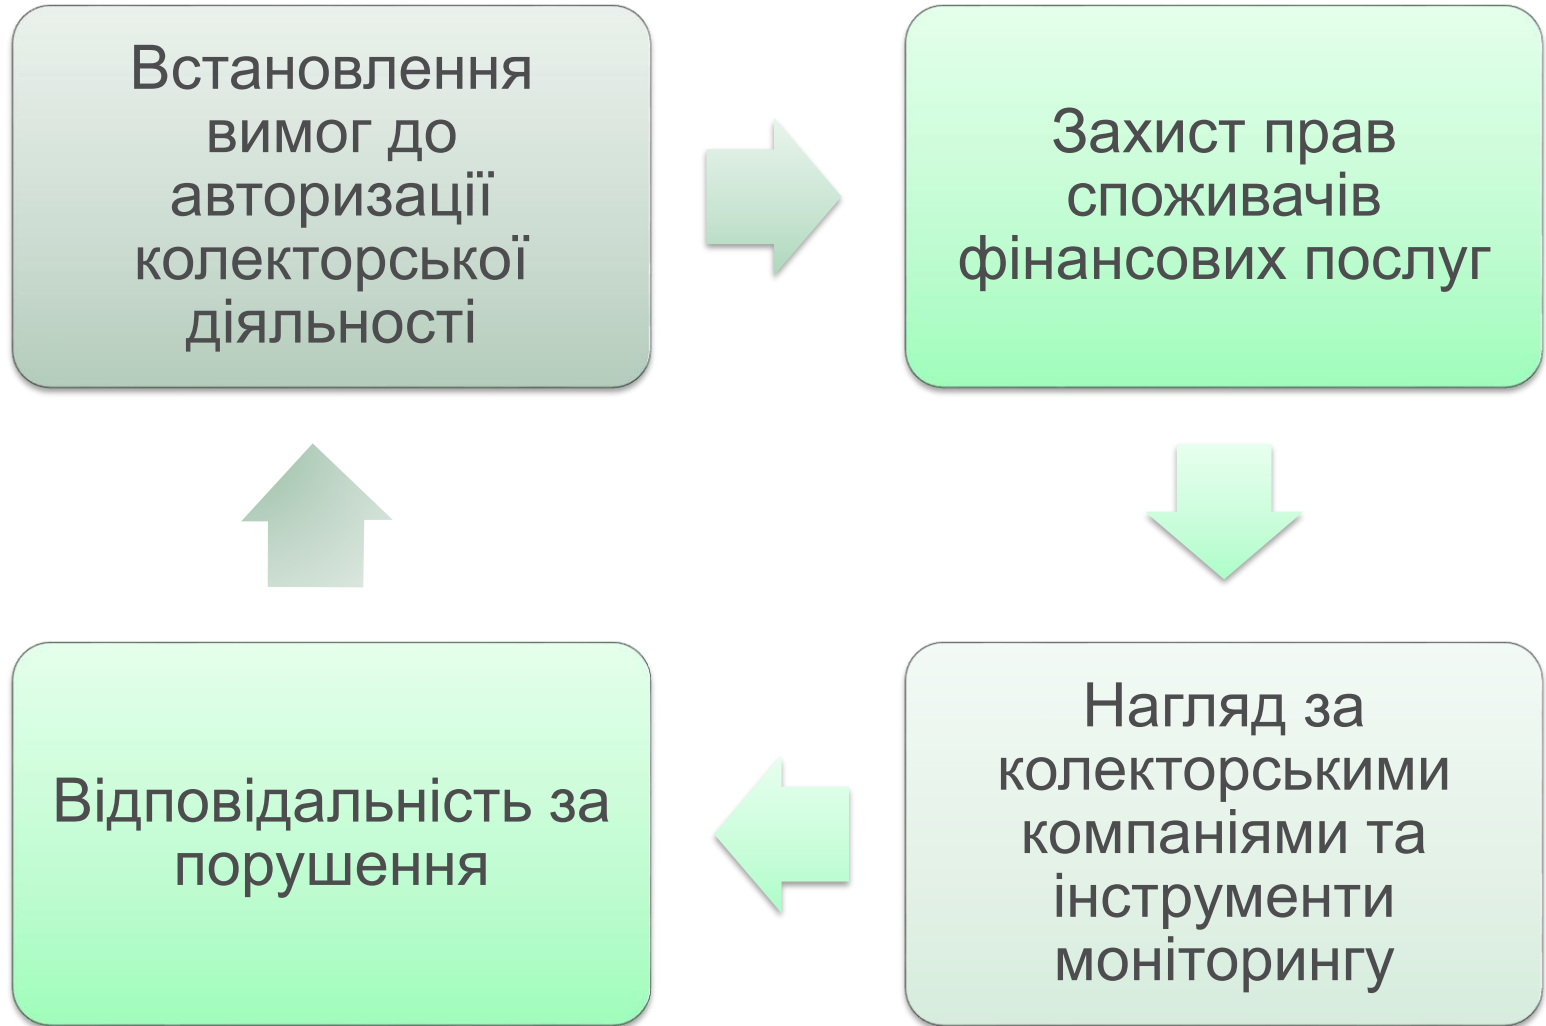 Встановлення
вимог до
авторизації
колекторської
діяльності
Захист прав
споживачів
фінансових послуг
Нагляд за
колекторськими
компаніями та
інструменти
моніторингу
Відповідальність за
порушення